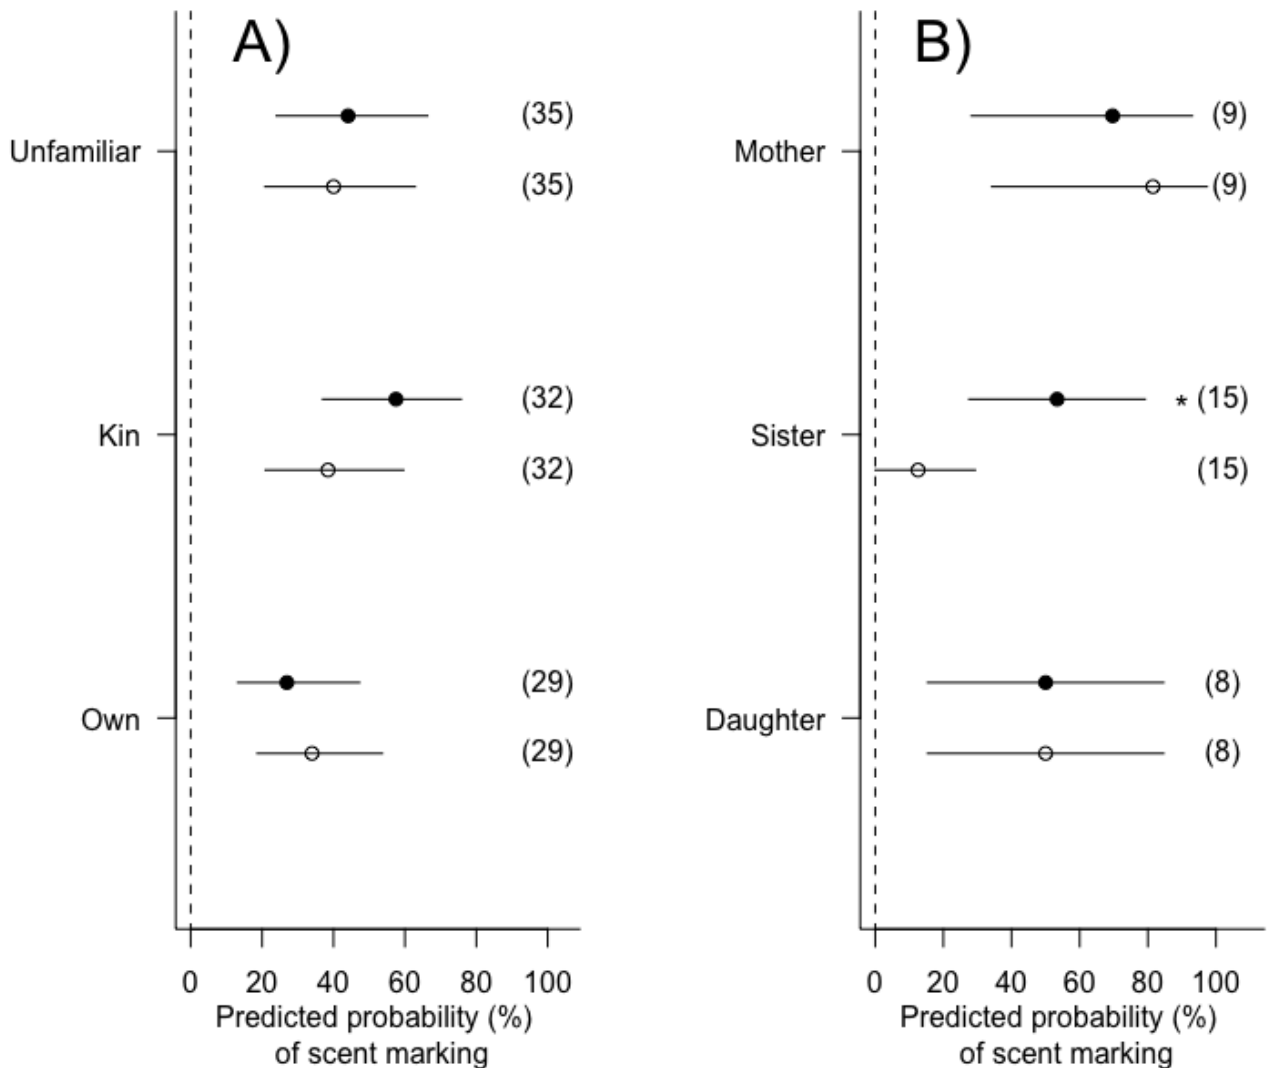 A)
Unfamiliar
(35)
(35)
Kin
(32)
(32)
Own
(29)
(29)
0 20 40 60 80 100
Predicted probability (%)
of scent marking
B)
Mother
(9)
(9)
Sister
* (15)
(15)
Daughter
(8)
(8)
0 20 40 60 80 100
Predicted probability (%)
of scent marking